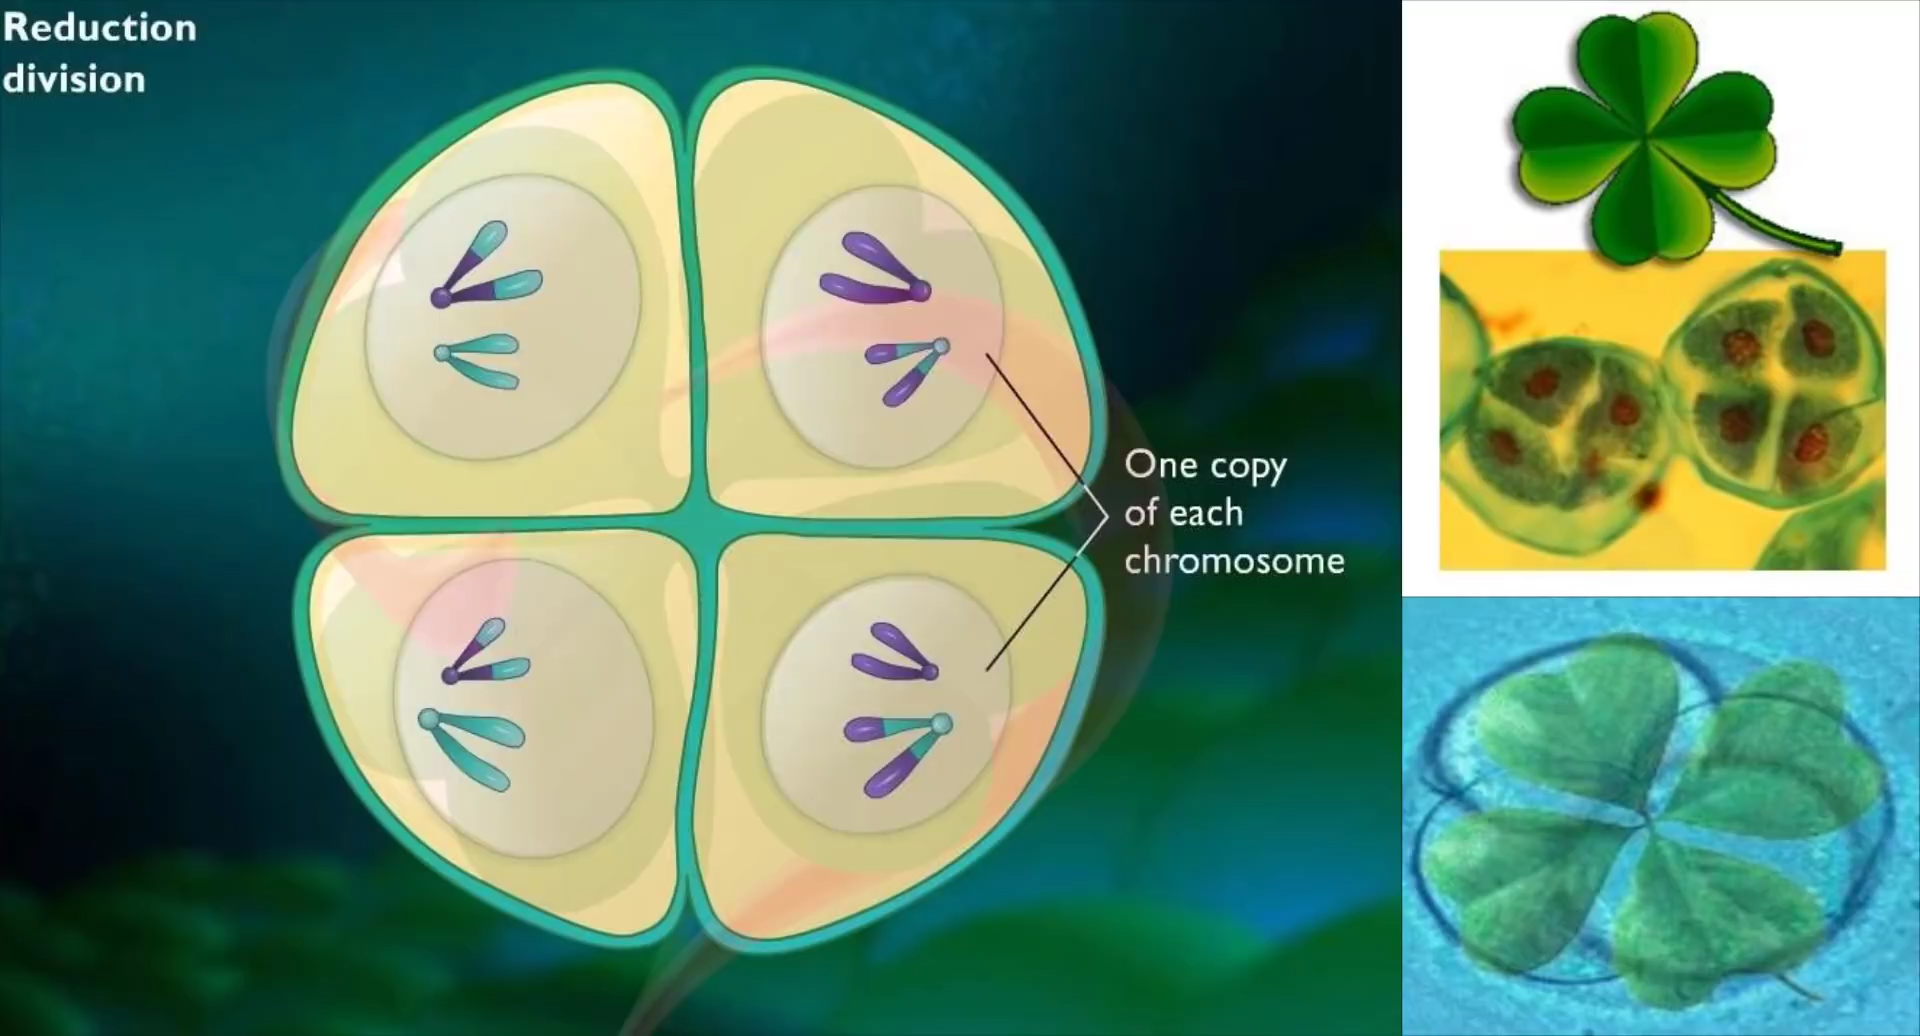 Reduction
division
One copy
of each
chromosome